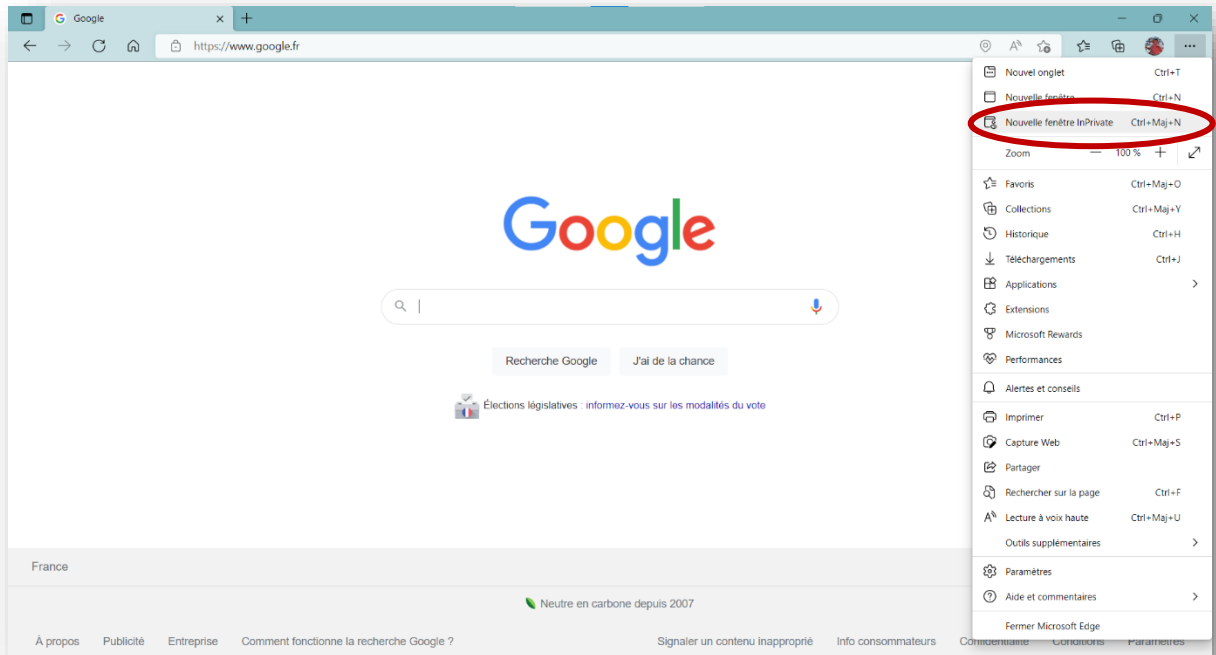 Google
https://www.google.fr
Nouvel onglet Ctrl+T
Nouvelle fenêtre Ctrl+N
Nouvelle fenêtre InPrivate Ctrl+Maj+N
Zoom 100 %
Favoris Ctrl+Maj+O
Collections Ctrl+Maj+Y
Historique Ctrl+H
Téléchargements Ctrl+J
Applications
Extensions
Microsoft Rewards
Performances
Alertes et conseils
Imprimer Ctrl+P
Capture Web Ctrl+Maj+S
Partager
Rechercher sur la page Ctrl+F
Lecture à voix haute Ctrl+Maj+U
Outils supplémentaires
Paramètres
Aide et commentaires
Fermer Microsoft Edge
Google
Recherche Google J'ai de la chance
Élections législatives : informez-vous sur les modalités du vote
France
Neutre en carbone depuis 2007
À propos Publicité Entreprise Comment fonctionne la recherche Google ? Signaler un contenu inapproprié Info consommateurs Confidentialité Conditions Paramètres